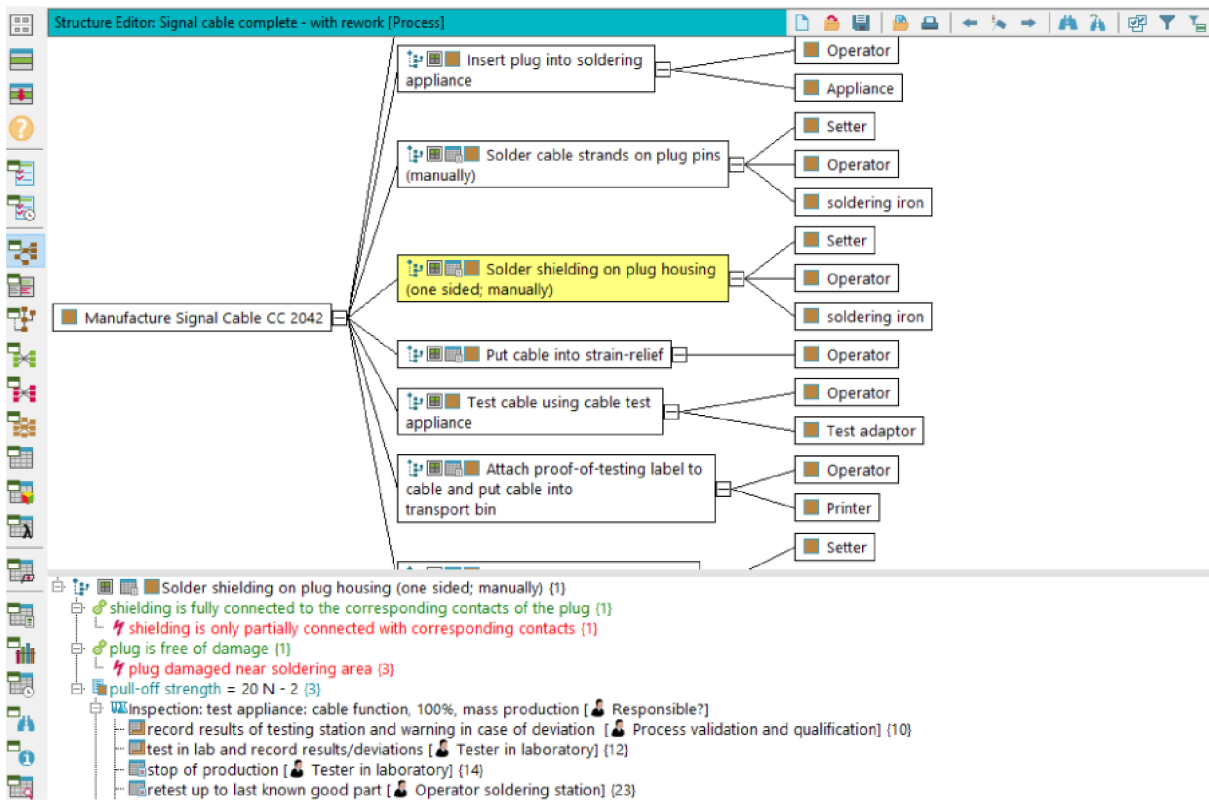 Structure Editor: Signal cable complete - with rework [Process]
Insert plug into soldering
appliance
Operator
Appliance
Solder cable strands on plug pins
(manually)
Setter
Operator
soldering iron
Solder shielding on plug housing
(one sided; manually)
Setter
Operator
soldering iron
Manufacture Signal Cable CC 2042
Put cable into strain-relief
Operator
Test cable using cable test
appliance
Operator
Test adaptor
Attach proof-of-testing label to
cable and put cable into
transport bin
Operator
Printer
Setter
Solder shielding on plug housing (one sided; manually) {1}
shielding is fully connected to the corresponding contacts of the plug {1}
shielding is only partially connected with corresponding contacts {1}
plug is free of damage {1}
plug damaged near soldering area {3}
pull-off strength = 20 N - 2 {3}
Inspection: test appliance: cable function, 100%, mass production [Responsible?]
record results of testing station and warning in case of deviation [Process validation and qualification] {10}
test in lab and record results/deviations [Tester in laboratory] {12}
stop of production [Tester in laboratory] {14}
retest up to last known good part [Operator soldering station] {23}